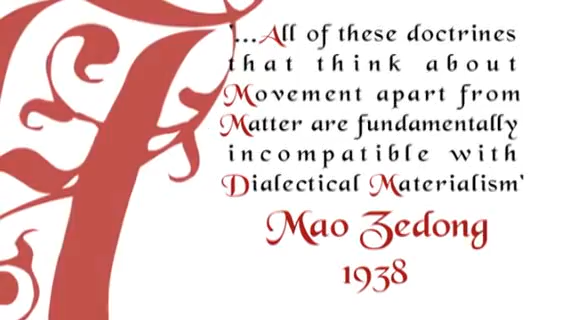 '...All of these doctrines
that think about
Movement apart from
Matter are fundamentally
incompatible with
Dialectical Materialism'
Mao Zedong
1938